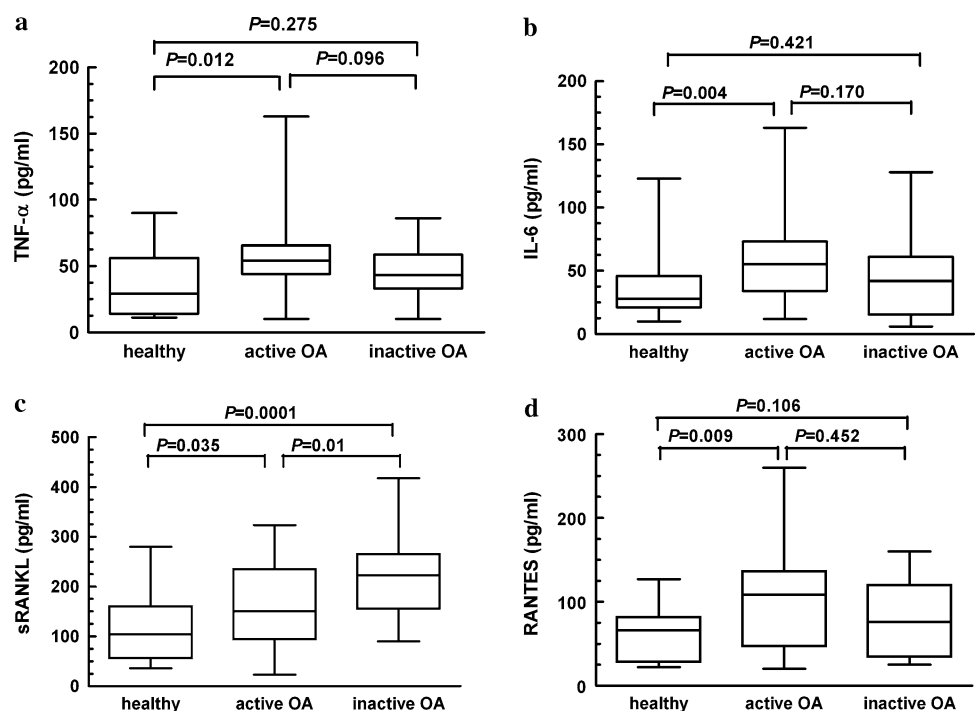 a
P=0.275
P=0.012
P=0.096
200
150
100
50
0
TNF-α (pg/ml)
healthy
active OA
inactive OA
b
P=0.421
P=0.004
P=0.170
200
150
100
50
0
IL-6 (pg/ml)
healthy
active OA
inactive OA
c
P=0.0001
P=0.035
P=0.01
500
400
300
200
100
0
sRANKL (pg/ml)
healthy
active OA
inactive OA
d
P=0.106
P=0.009
P=0.452
300
200
100
0
RANTES (pg/ml)
healthy
active OA
inactive OA